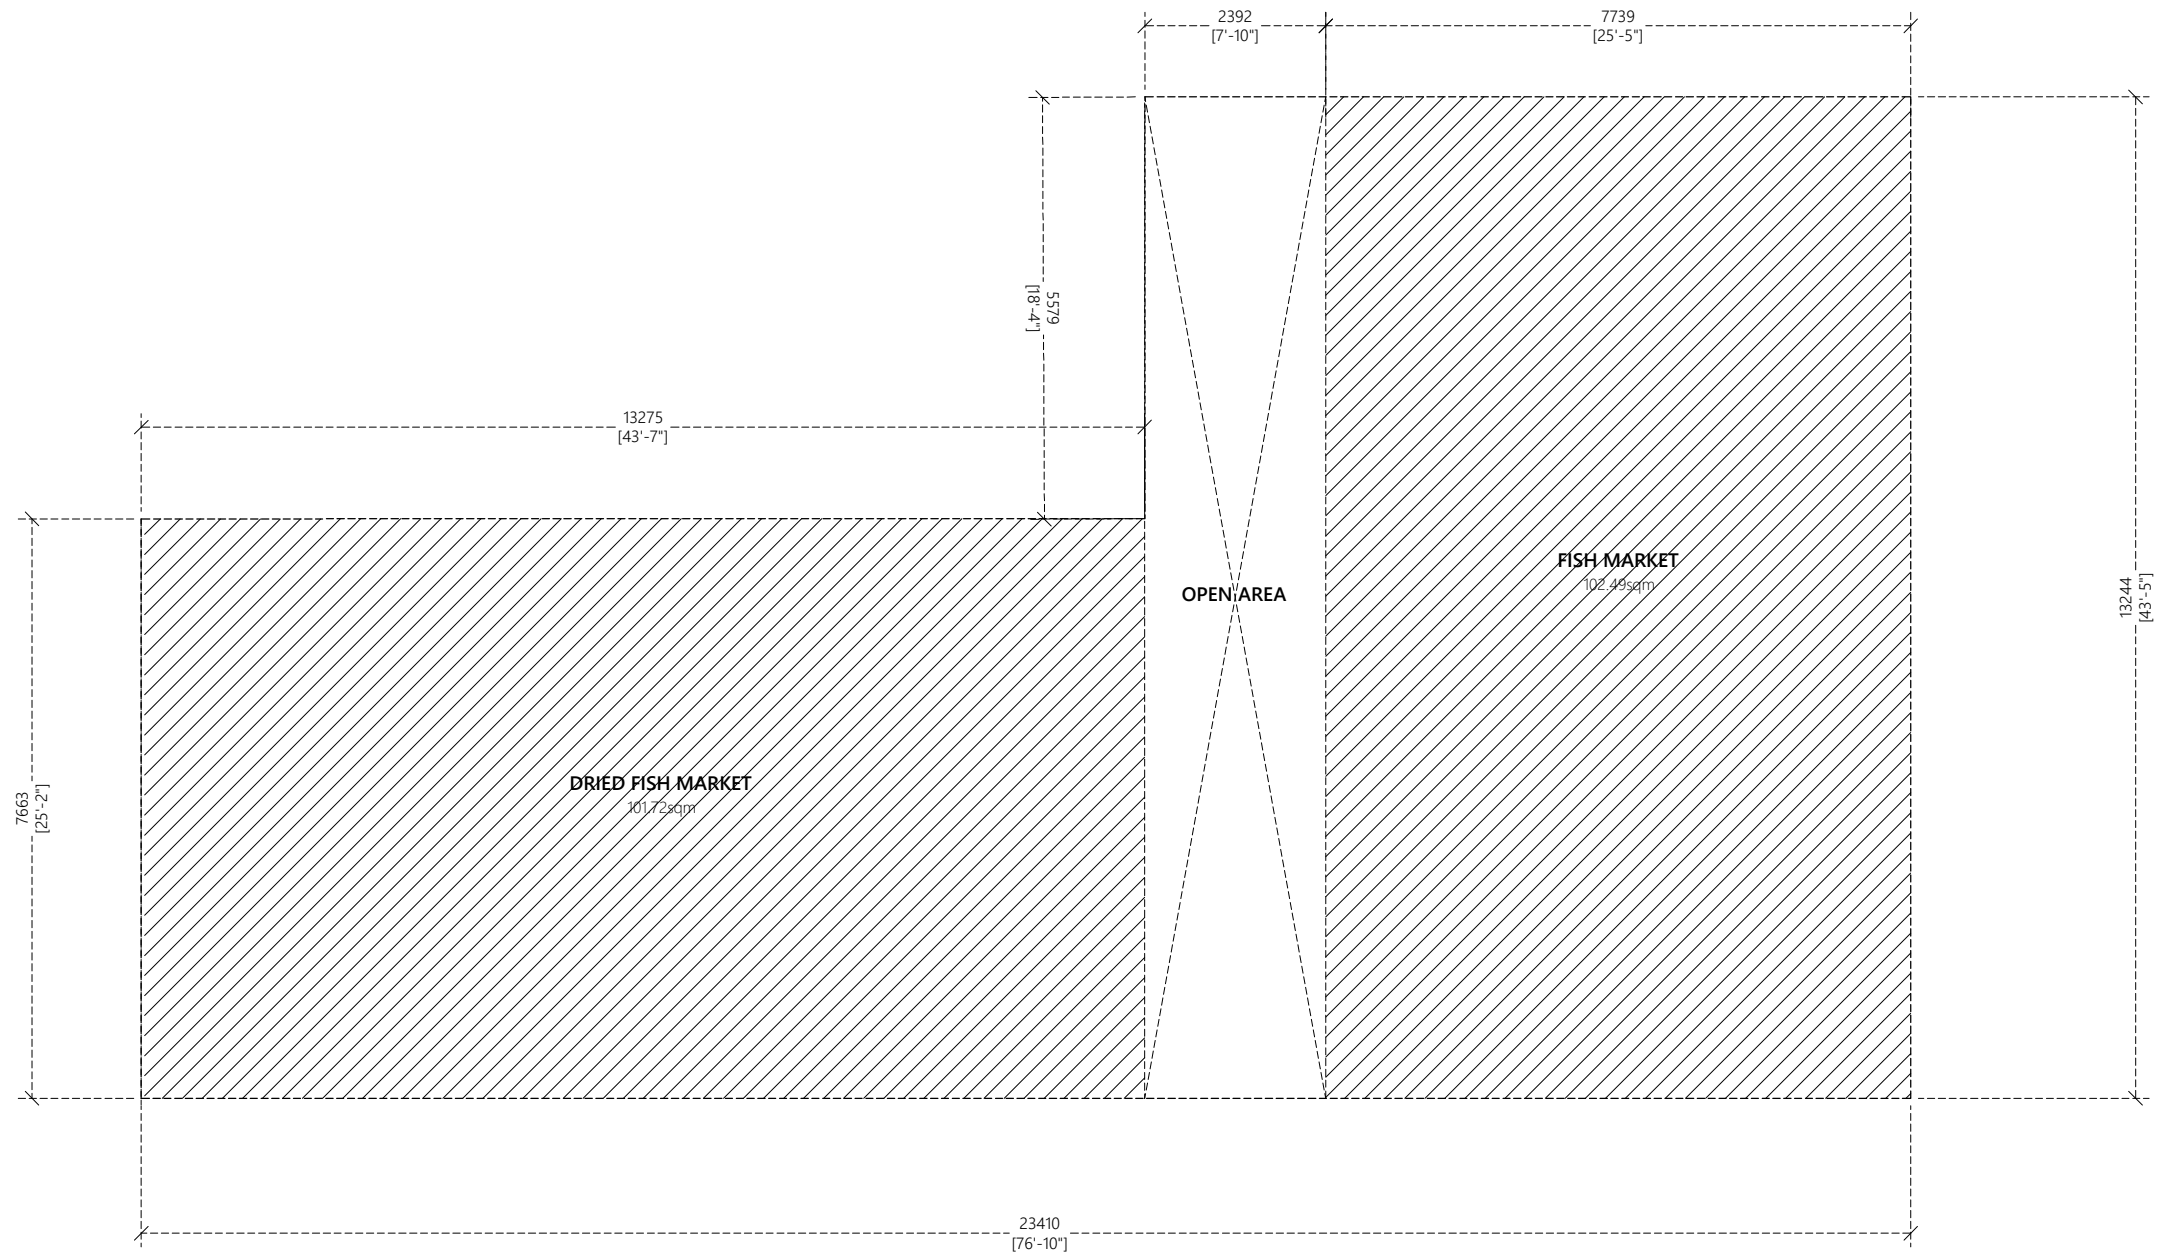 2392
[7'-10"]
7739
[25'-5"]
5579
[18'-4"]
13275
[43'-7"]
FISH MARKET
102.49sqm
OPEN AREA
13244
[43'-5"]
DRIED FISH MARKET
101.72sqm
7663
[25'-2"]
23410
[76'-10"]